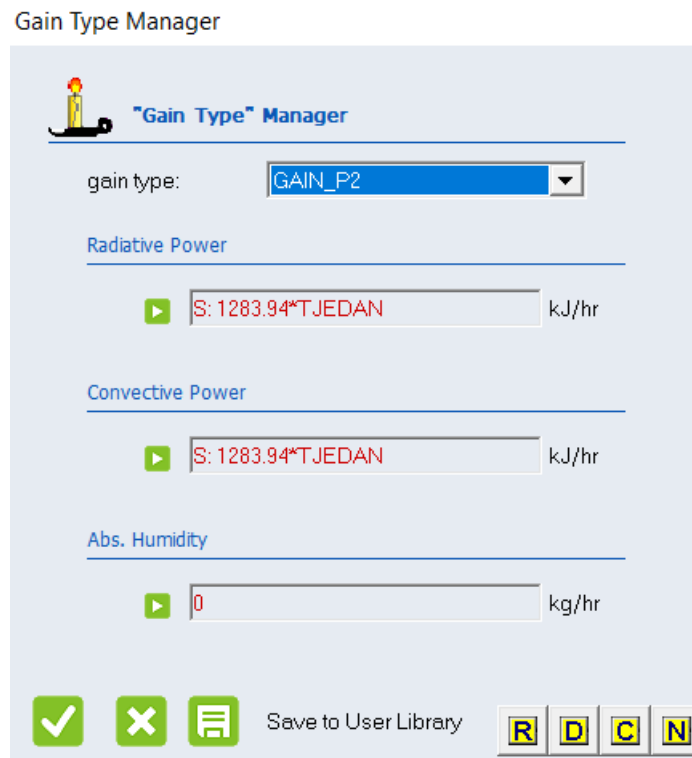 Gain Type Manager
"Gain Type" Manager
gain type: GAIN_P2
Radiative Power
S: 1283.94*TJEDAN kJ/hr
Convective Power
S: 1283.94*TJEDAN kJ/hr
Abs. Humidity
0 kg/hr
Save to User Library R D C N